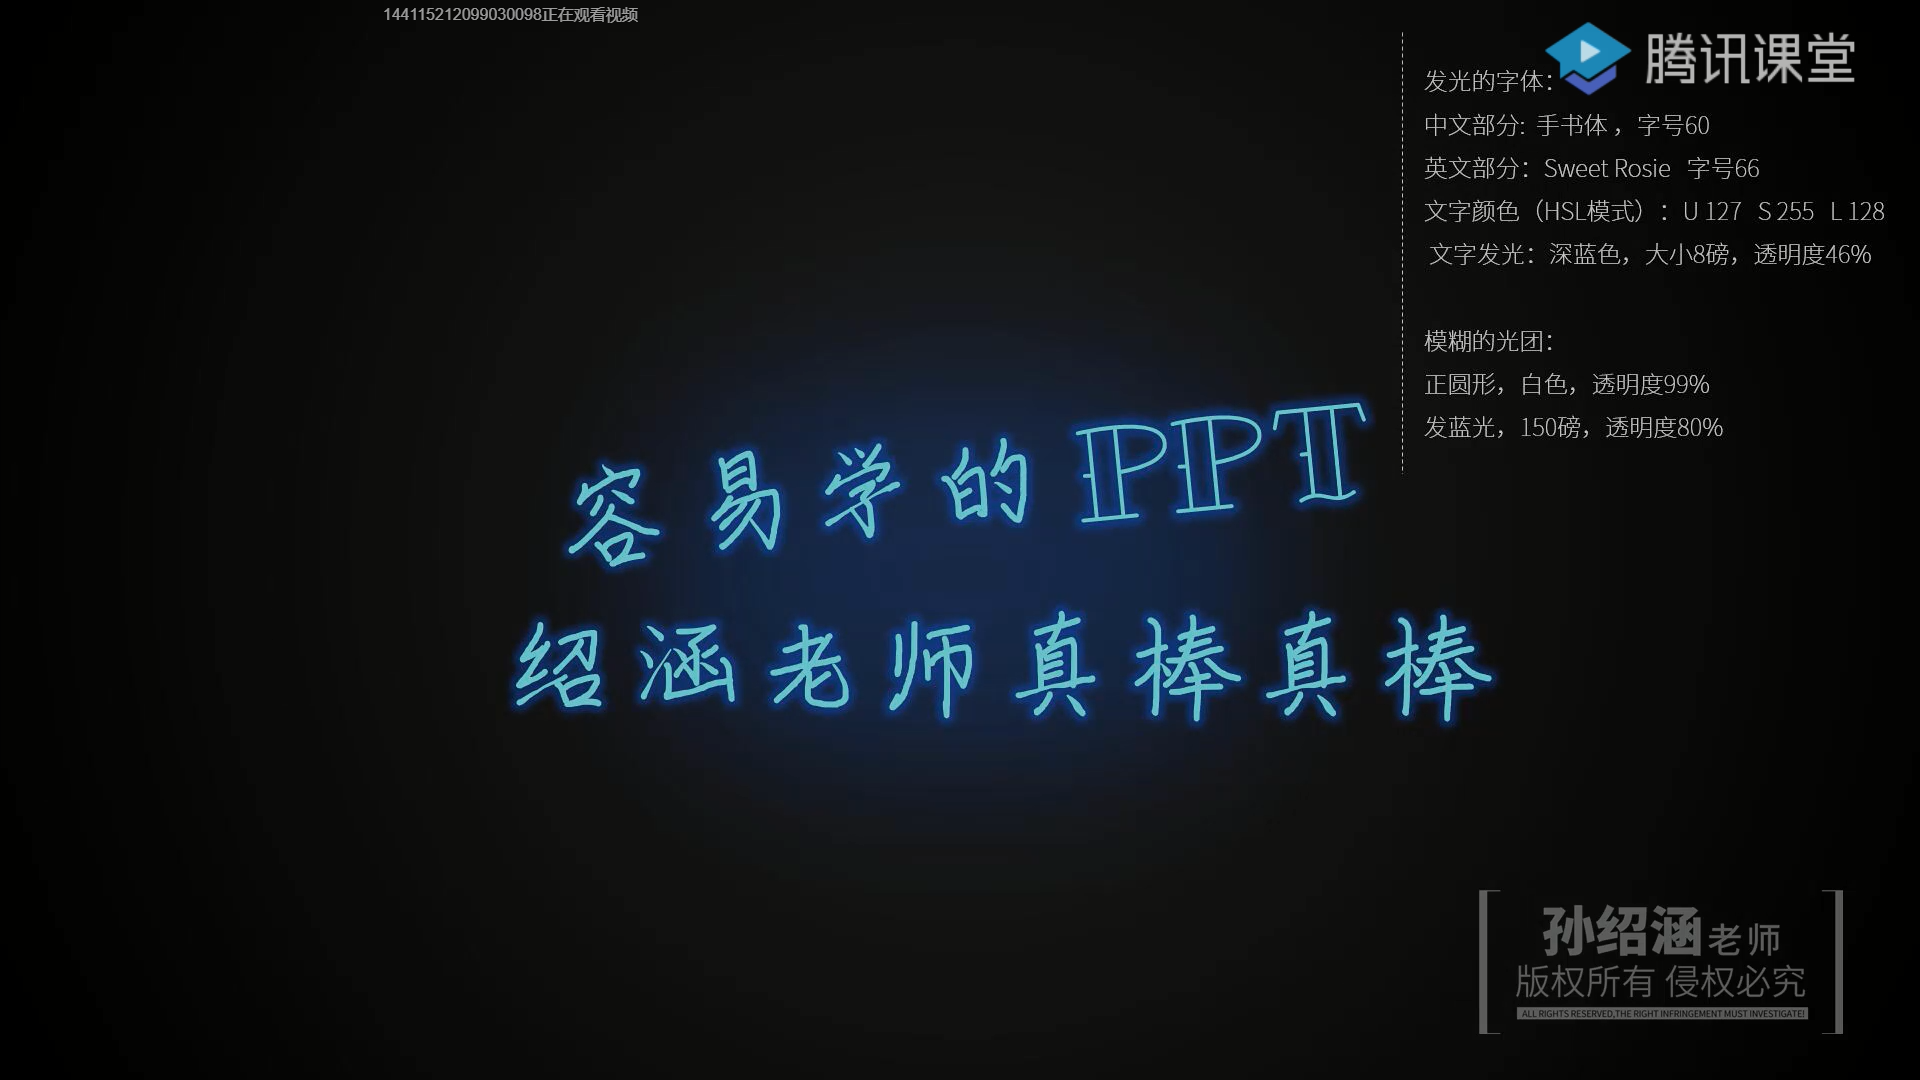 144115212099030098正在观看视频
腾讯课堂
发光的字体：
中文部分: 手书体 ，字号60
英文部分：Sweet Rosie 字号66
文字颜色（HSL模式）：U 127 S 255 L 128
文字发光：深蓝色，大小8磅，透明度46%
模糊的光团：
正圆形，白色，透明度99%
发蓝光，150磅，透明度80%
容易学的PPT
绍涵老师真棒真棒
孙绍涵老师
版权所有 侵权必究
ALL RIGHTS RESERVED,THE RIGHT INFRINGEMENT MUST INVESTIGATE!